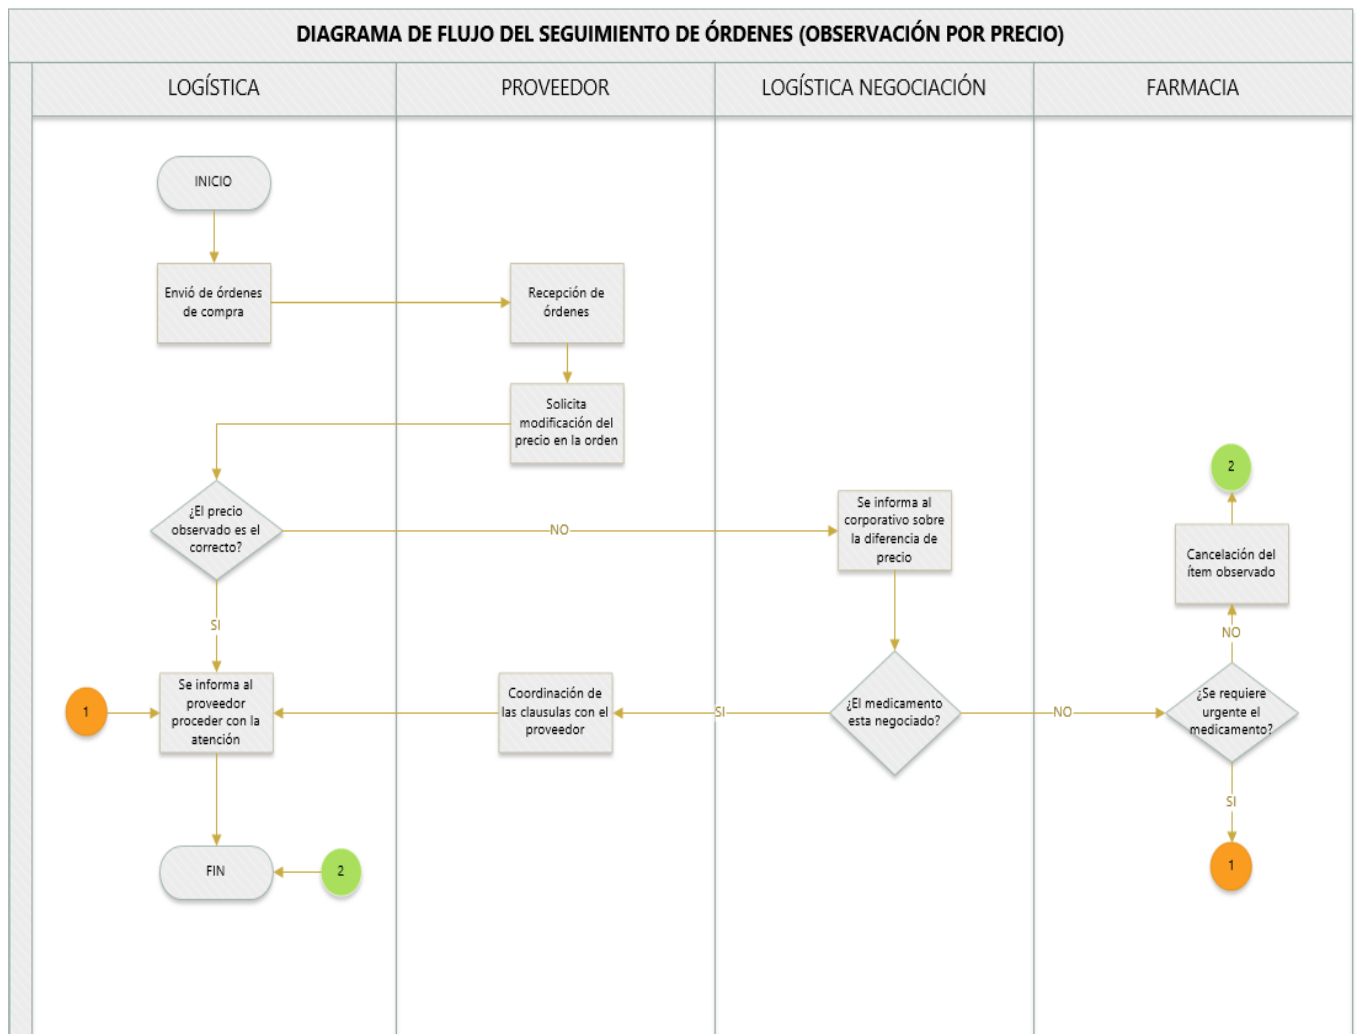 DIAGRAMA DE FLUJO DEL SEGUIMIENTO DE ÓRDENES (OBSERVACIÓN POR PRECIO)
LOGÍSTICA
PROVEEDOR
LOGÍSTICA NEGOCIACIÓN
FARMACIA
INICIO
Envió de órdenes
de compra
Recepción de
órdenes
Solicita
modificación del
precio en la orden
2
¿El precio
observado es el
correcto?
NO
Se informa al
corporativo sobre
la diferencia de
precio
Cancelación del
ítem observado
SI
NO
1
Se informa al
proveedor
proceder con la
atención
Coordinación de
las clausulas con el
proveedor
SI
¿El medicamento
esta negociado?
NO
¿Se requiere
urgente el
medicamento?
SI
FIN
2
1